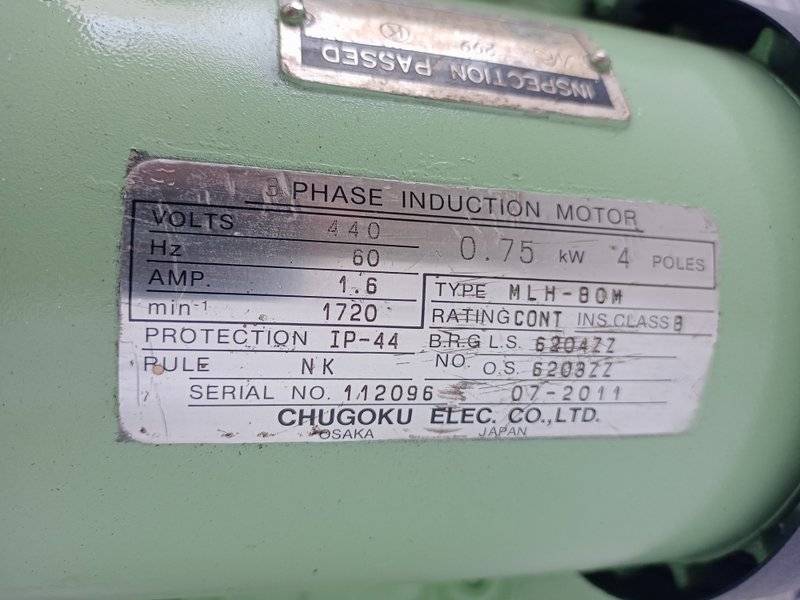 INSPECTION PASSED
3 PHASE INDUCTION MOTOR
VOLTS 440
Hz 60
AMP. 1.6
min⁻¹ 1720
0.75 kW 4 POLES
TYPE MLH-80M
RATING CONT INS.CLASS B
PROTECTION IP-44
B.R.G L.S. 6204ZZ
RULE NK
NO. O.S. 6203ZZ
SERIAL NO. 112096 07-2011
CHUGOKU ELEC. CO.,LTD.
OSAKA JAPAN